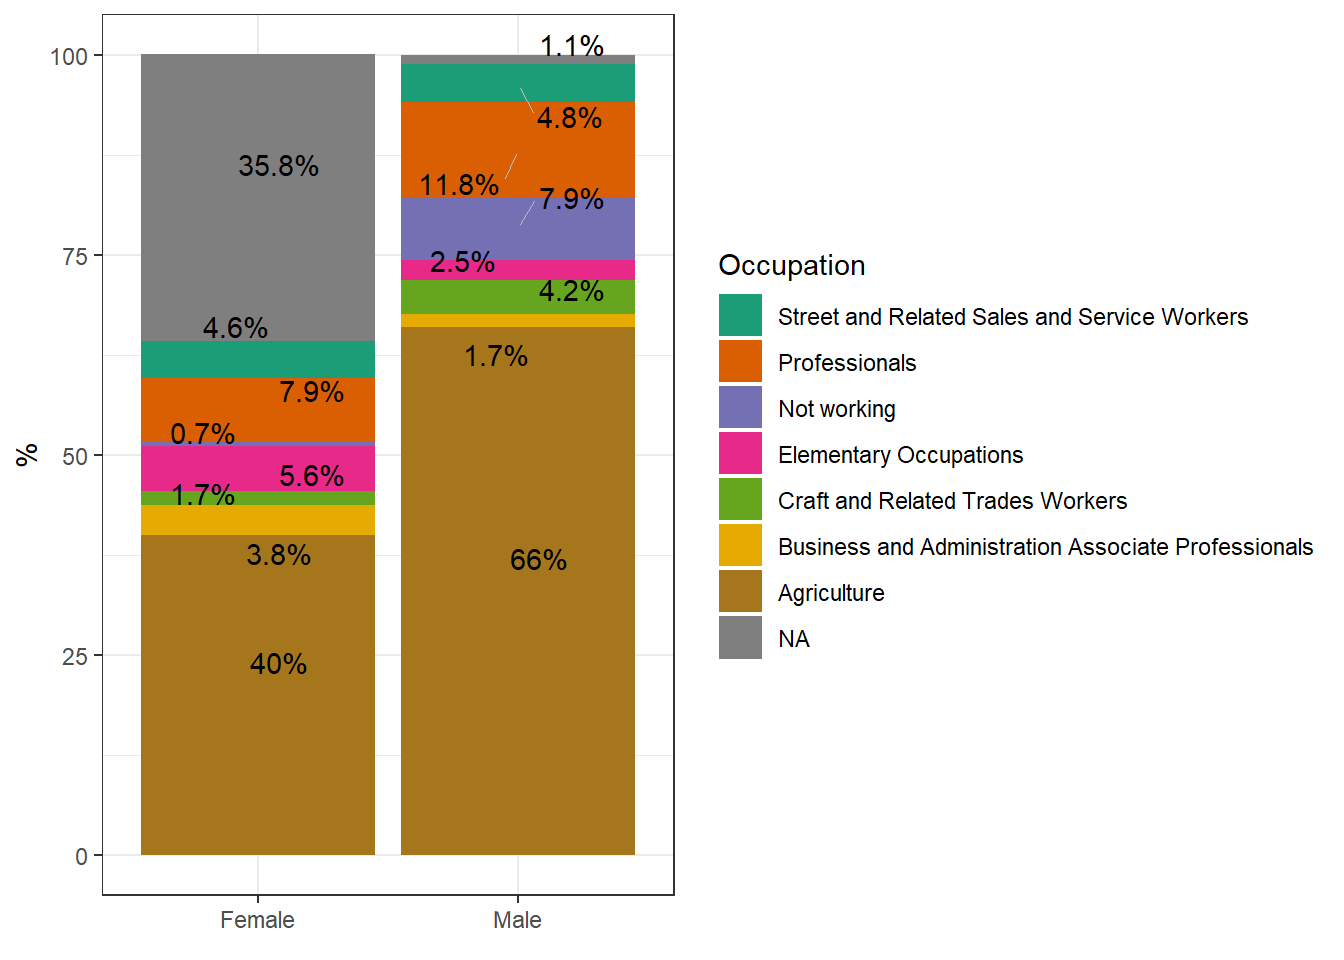 100
75
50
25
0
%
35.8%
4.6%
7.9%
0.7%
5.6%
1.7%
3.8%
40%
1.1%
4.8%
11.8%
7.9%
2.5%
4.2%
1.7%
66%
Female
Male
Occupation
Street and Related Sales and Service Workers
Professionals
Not working
Elementary Occupations
Craft and Related Trades Workers
Business and Administration Associate Professionals
Agriculture
NA